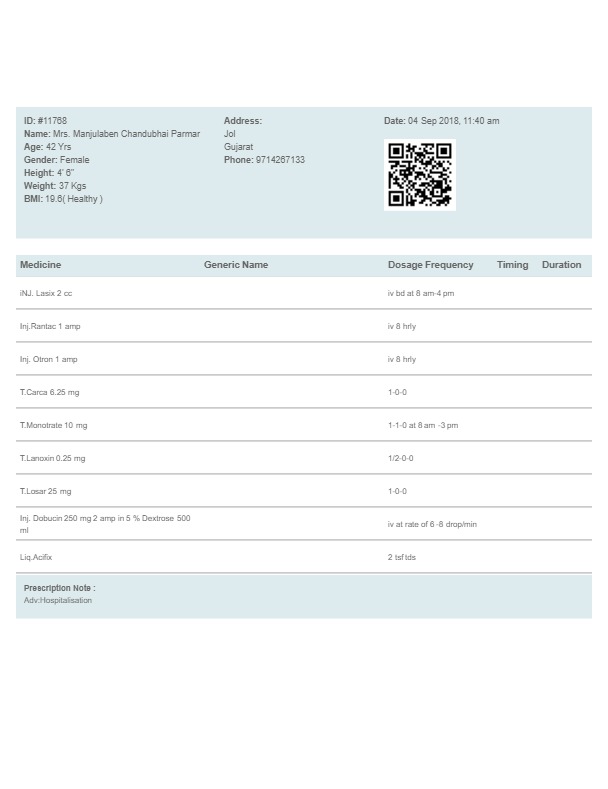 ID: #11768
Name: Mrs. Manjulaben Chandubhai Parmar
Age: 42 Yrs
Gender: Female
Height: 4' 6"
Weight: 37 Kgs
BMI: 19.6( Healthy )
Address:
Jol
Gujarat
Phone: 9714267133
Date: 04 Sep 2018, 11:40 am
Medicine Generic Name Dosage Frequency Timing Duration
iNJ. Lasix 2 cc iv bd at 8 am-4 pm
Inj.Rantac 1 amp iv 8 hrly
Inj. Otron 1 amp iv 8 hrly
T.Carca 6.25 mg 1-0-0
T.Monotrate 10 mg 1-1-0 at 8 am -3 pm
T.Lanoxin 0.25 mg 1/2-0-0
T.Losar 25 mg 1-0-0
Inj. Dobucin 250 mg 2 amp in 5 % Dextrose 500 iv at rate of 6-8 drop/min
ml
Liq.Acifix 2 tsf tds
Prescription Note :
Adv:Hospitalisation